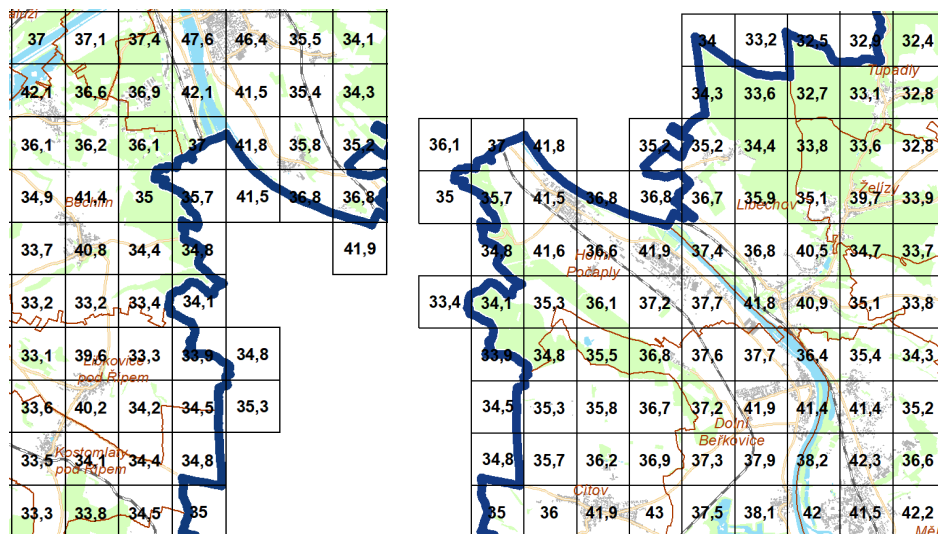 37 37,1 37,4 47,6 46,4 35,5 34,1
42,1 36,6 36,9 42,1 41,5 35,4 34,3
36,1 36,2 36,1 37 41,8 35,8 35,2
34,9 41,4 35 35,7 41,5 36,8 36,8
33,7 40,8 34,4 34,8 41,9
33,2 33,2 33,4 34,1
33,1 39,6 33,3 33,9 34,8
Libkovice
pod Řípem
33,6 40,2 34,2 34,5 35,3
33,5 34,1 34,4 34,8
Kostomlaty
pod Řípem
33,3 33,8 34,5 35
34 33,2 32,5 32,9 32,4
Tupadly
34,3 33,6 32,7 33,1 32,8
36,1 37 41,8 35,2 35,2 34,4 33,8 33,6 32,8
35 35,7 41,5 36,8 36,8 36,7 35,9 35,1 39,7 33,9
Želízy
Liběchov
34,8 41,6 36,6 41,9 37,4 36,8 40,5 34,7 33,7
Horní
Počaply
33,4 34,1 35,3 36,1 37,2 37,7 41,8 40,9 35,1 33,8
33,9 34,8 35,5 36,8 37,6 37,7 36,4 35,4 34,3
34,5 35,3 35,8 36,7 37,2 41,9 41,4 41,4 35,2
Dolní
Beřkovice
34,8 35,7 36,2 36,9 37,3 37,9 38,2 42,3 36,6
Cítov
35 36 41,9 43 37,5 38,1 42 41,5 42,2